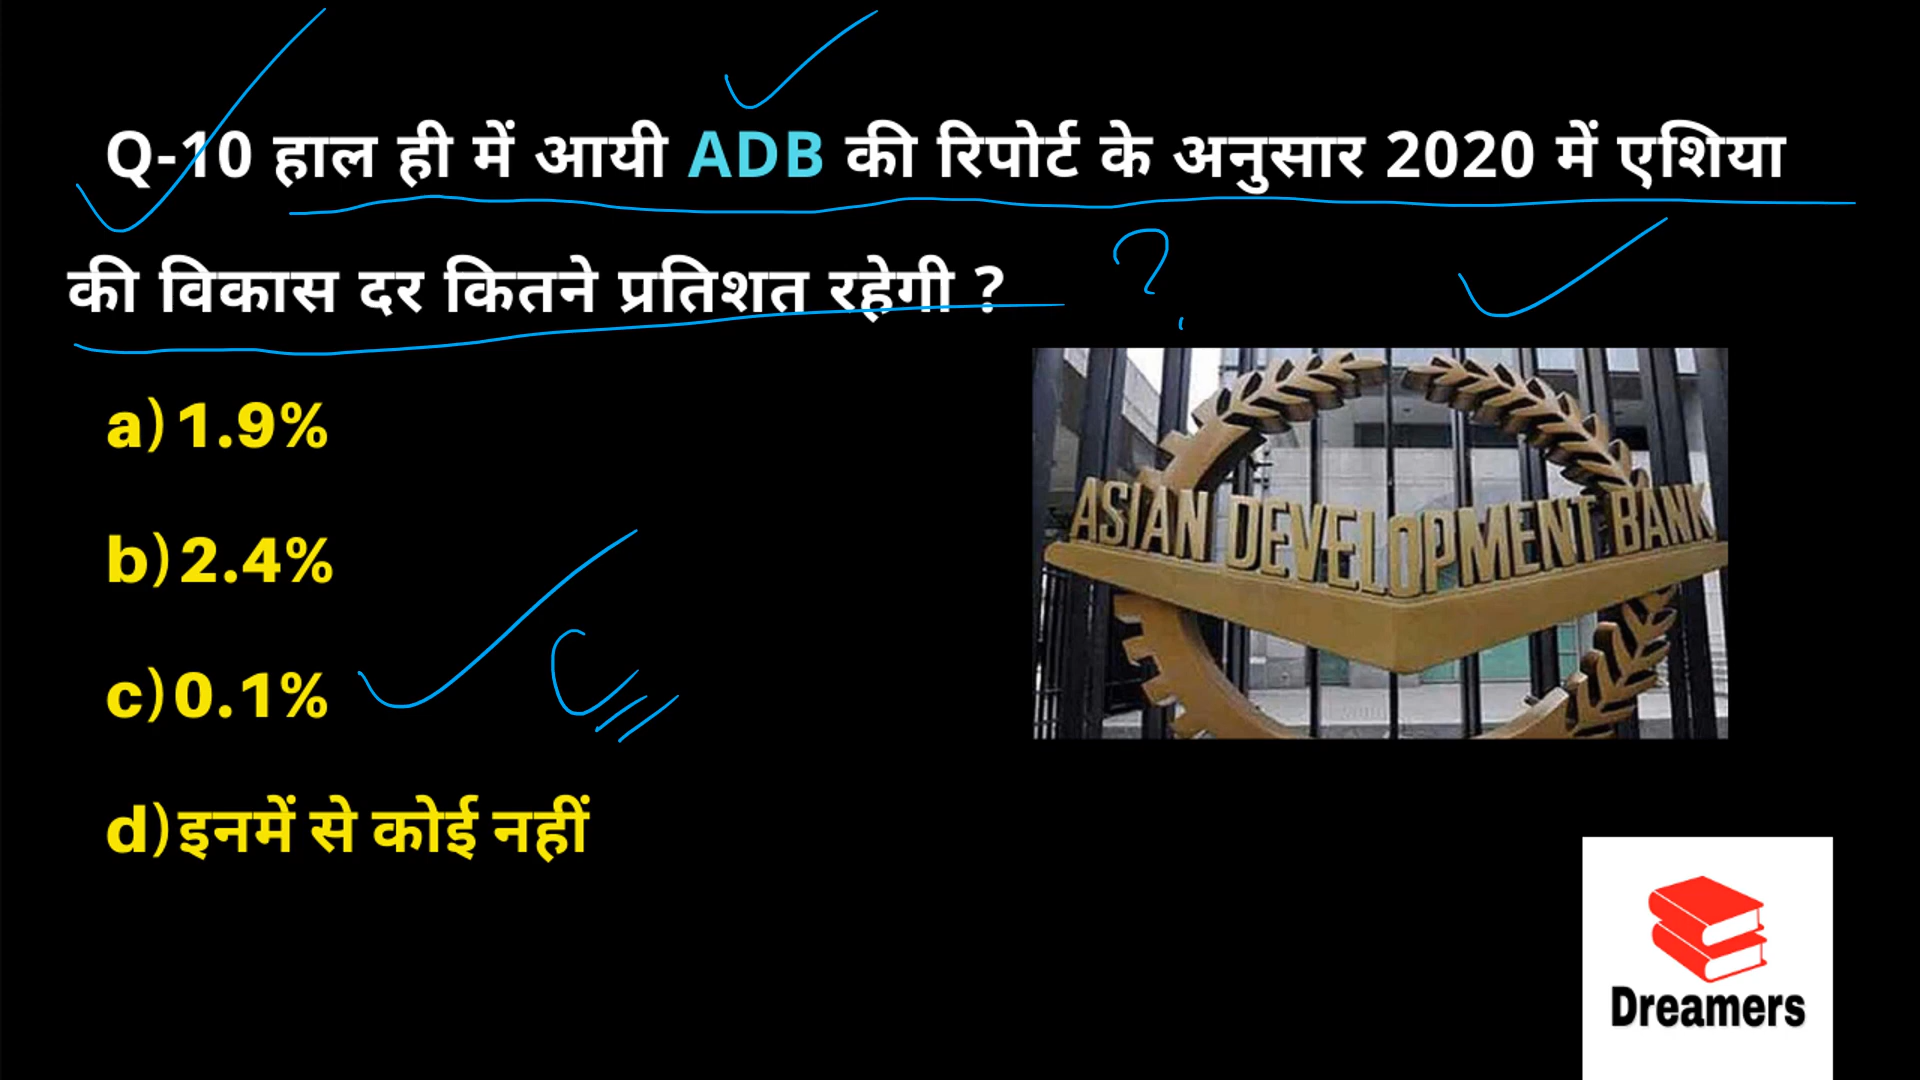 Q-10 हाल ही में आयी ADB की रिपोर्ट के अनुसार 2020 में एशिया
की विकास दर कितने प्रतिशत रहेगी ?
?
a)1.9%
b)2.4%
c)0.1%
C
d)इनमें से कोई नहीं
ASIAN DEVELOPMENT BANK
Dreamers